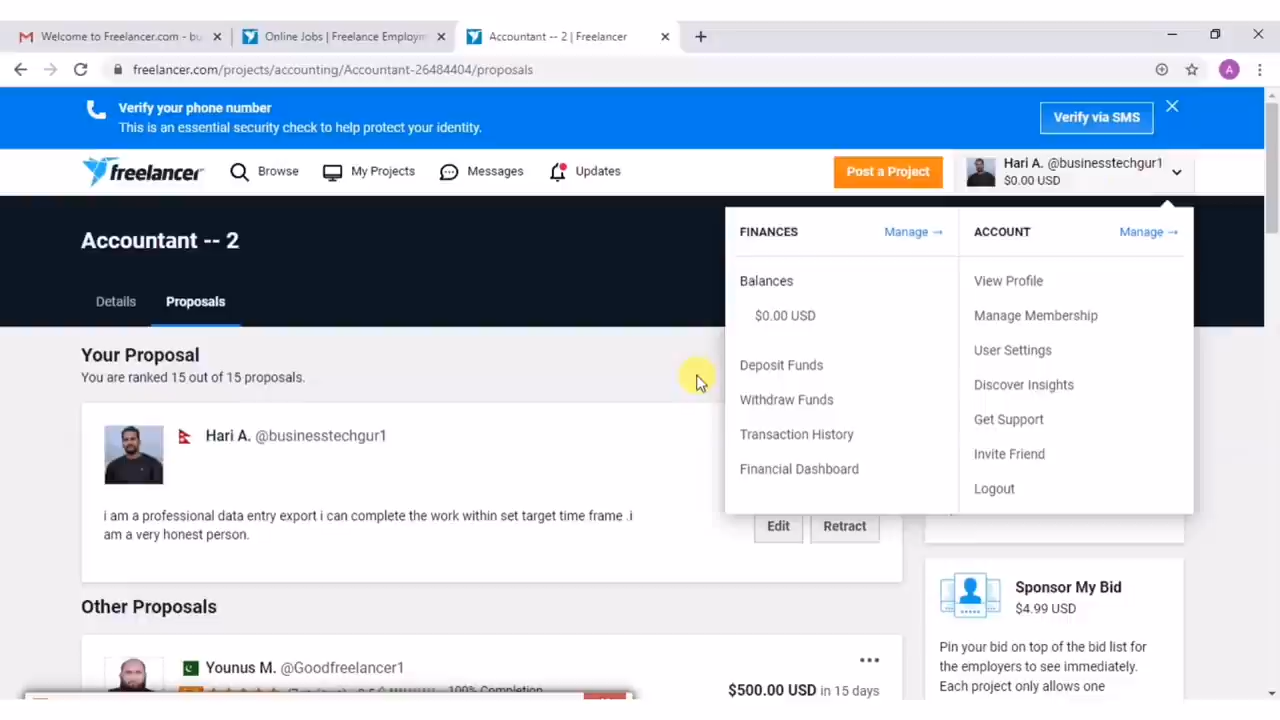 Welcome to Freelancer.com - bu
Online Jobs | Freelance Employm
Accountant -- 2 | Freelancer
freelancer.com/projects/accounting/Accountant-26484404/proposals
A
Verify your phone number
This is an essential security check to help protect your identity.
Verify via SMS
freelancer
Browse
My Projects
Messages
Updates
Post a Project
Hari A. @businesstechgur1
$0.00 USD
Accountant -- 2
Details
Proposals
FINANCES
Manage →
Balances
$0.00 USD
Deposit Funds
Withdraw Funds
Transaction History
Financial Dashboard
ACCOUNT
Manage →
View Profile
Manage Membership
User Settings
Discover Insights
Get Support
Invite Friend
Logout
Your Proposal
You are ranked 15 out of 15 proposals.
Hari A. @businesstechgur1
i am a professional data entry export i can complete the work within set target time frame .i
am a very honest person.
Edit
Retract
Other Proposals
Younus M. @Goodfreelancer1
100% Completion
$500.00 USD in 15 days
Sponsor My Bid
$4.99 USD
Pin your bid on top of the bid list for
the employers to see immediately.
Each project only allows one